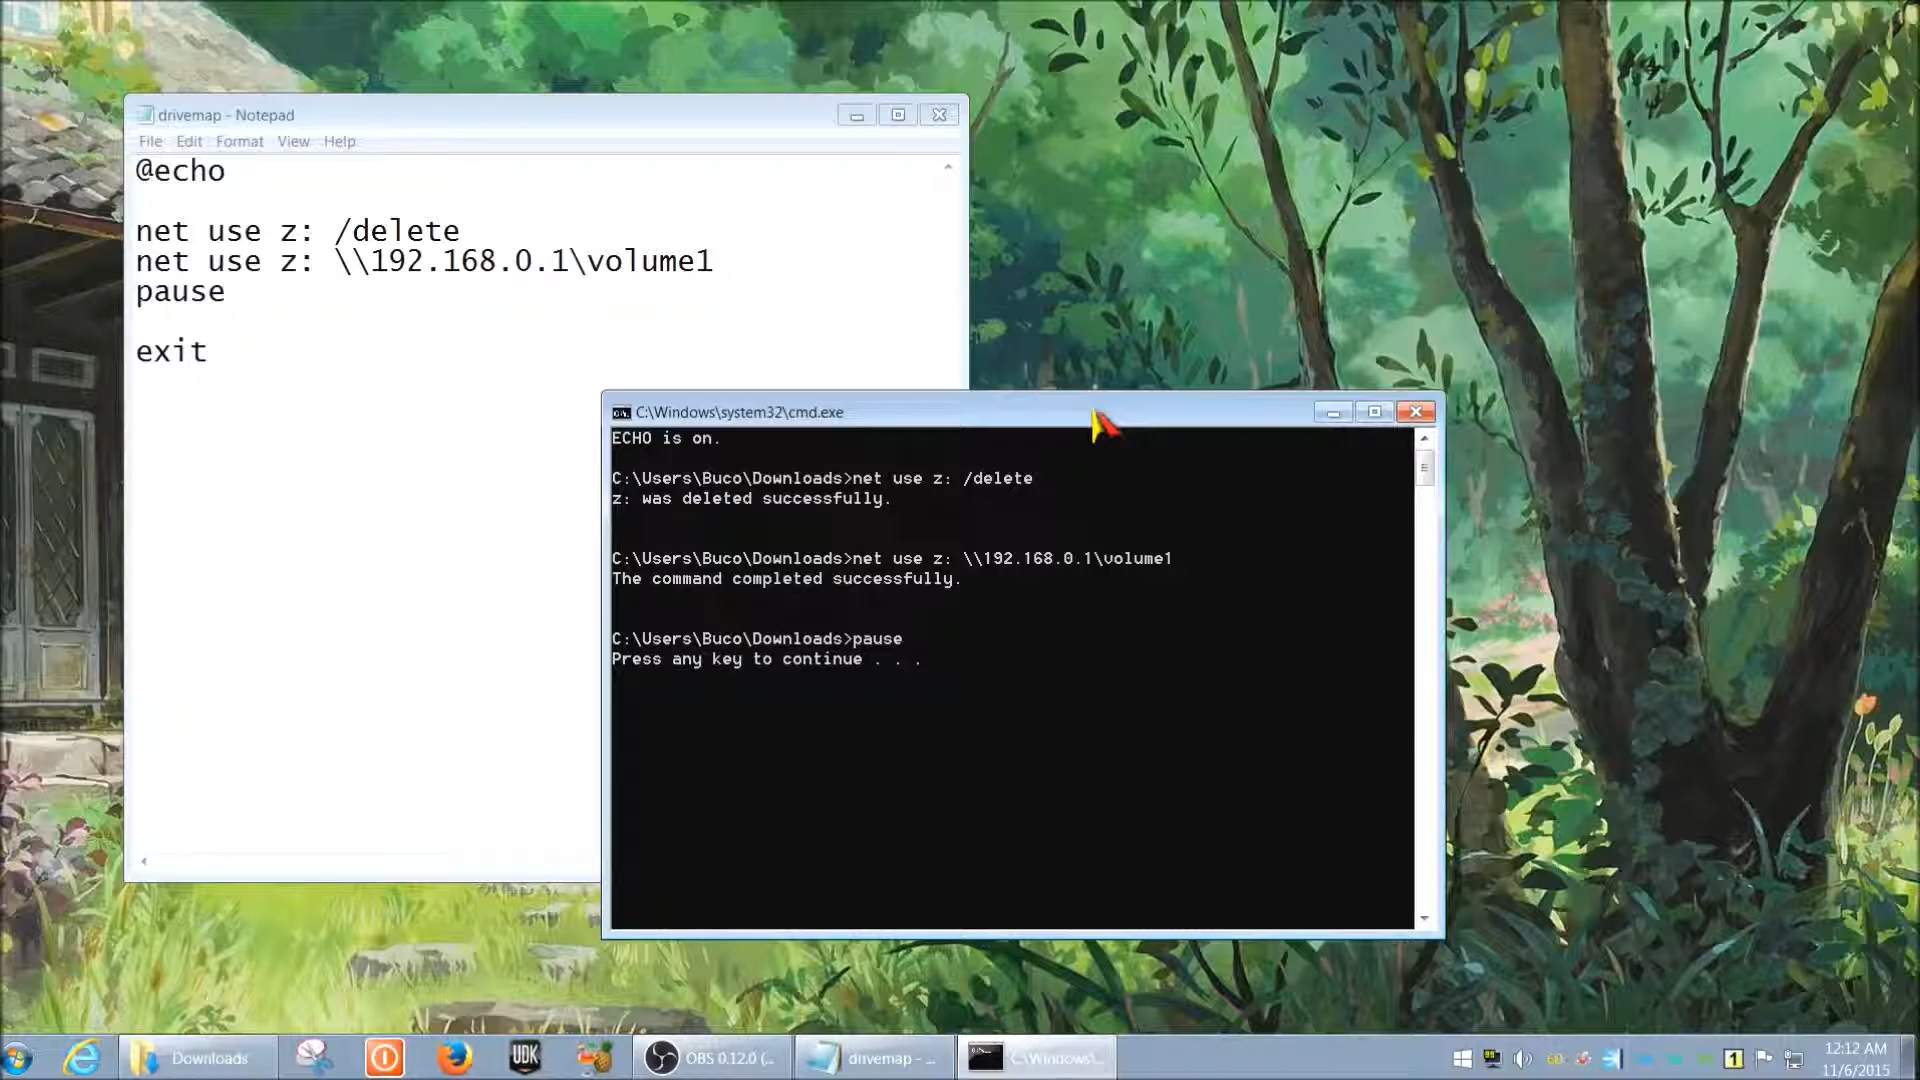 drivemap - Notepad
File Edit Format View Help
@echo
net use z: /delete
net use z: \\192.168.0.1\volume1
pause
exit
C:\Windows\system32\cmd.exe
ECHO is on.
C:\Users\Buco\Downloads>net use z: /delete
z: was deleted successfully.
C:\Users\Buco\Downloads>net use z: \\192.168.0.1\volume1
The command completed successfully.
C:\Users\Buco\Downloads>pause
Press any key to continue . . .
Downloads
UDK
OBS 0.12.0 (...
drivemap - ...
C:\Windows\...
1
12:12 AM
11/6/2015